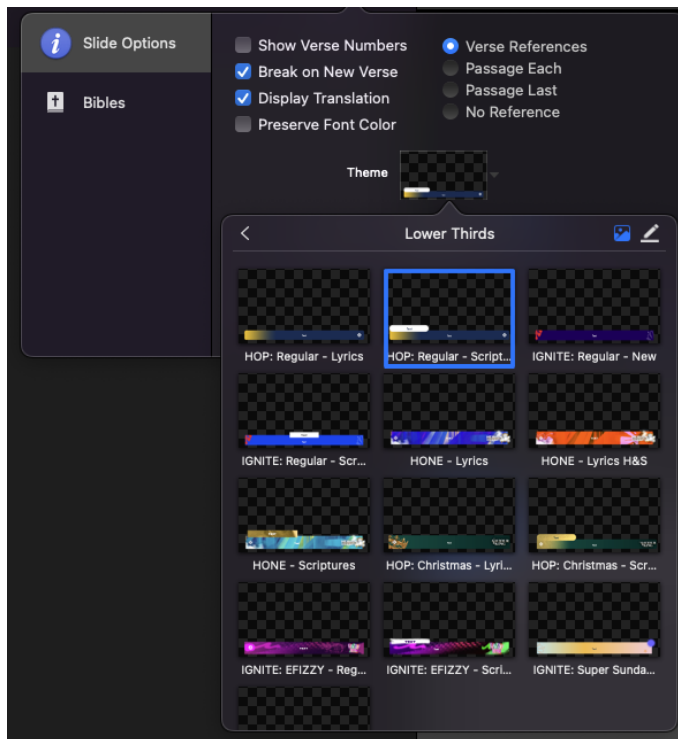 Slide Options
Bibles
Show Verse Numbers
Break on New Verse
Display Translation
Preserve Font Color
Verse References
Passage Each
Passage Last
No Reference
Theme
Lower Thirds
HOP: Regular - Lyrics
HOP: Regular - Script...
IGNITE: Regular - New
IGNITE: Regular - Scr...
HONE - Lyrics
HONE - Lyrics H&S
HONE - Scriptures
HOP: Christmas - Lyri...
HOP: Christmas - Scr...
IGNITE: EFIZZY - Reg...
IGNITE: EFIZZY - Scri...
IGNITE: Super Sunda...